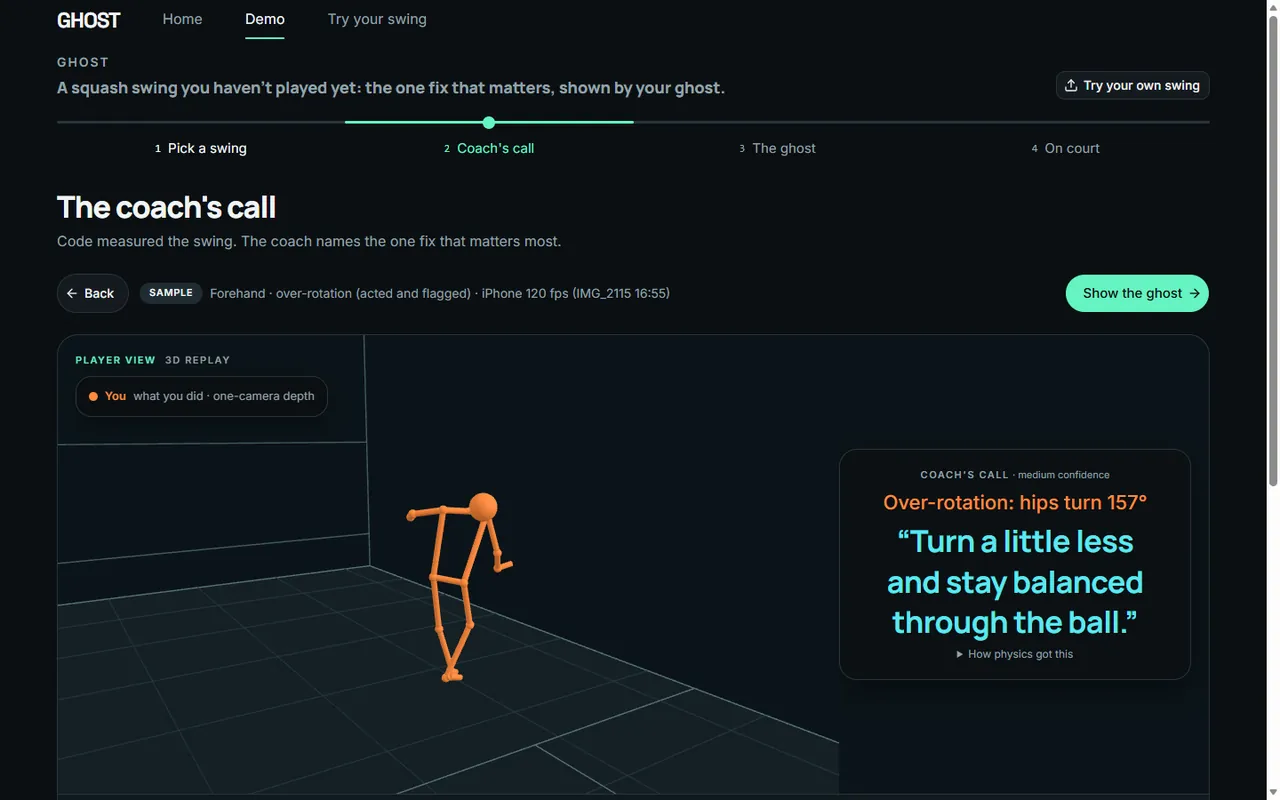 GHOST Home Demo Try your swing
GHOST
A squash swing you haven’t played yet: the one fix that matters, shown by your ghost.
Try your own swing
1 Pick a swing
2 Coach's call
3 The ghost
4 On court
The coach's call
Code measured the swing. The coach names the one fix that matters most.
← Back
SAMPLE Forehand · over-rotation (acted and flagged) · iPhone 120 fps (IMG_2115 16:55)
Show the ghost →
PLAYER VIEW 3D REPLAY
You what you did · one-camera depth
COACH'S CALL · medium confidence
Over-rotation: hips turn 157°
“Turn a little less
and stay balanced
through the ball.”
▶ How physics got this